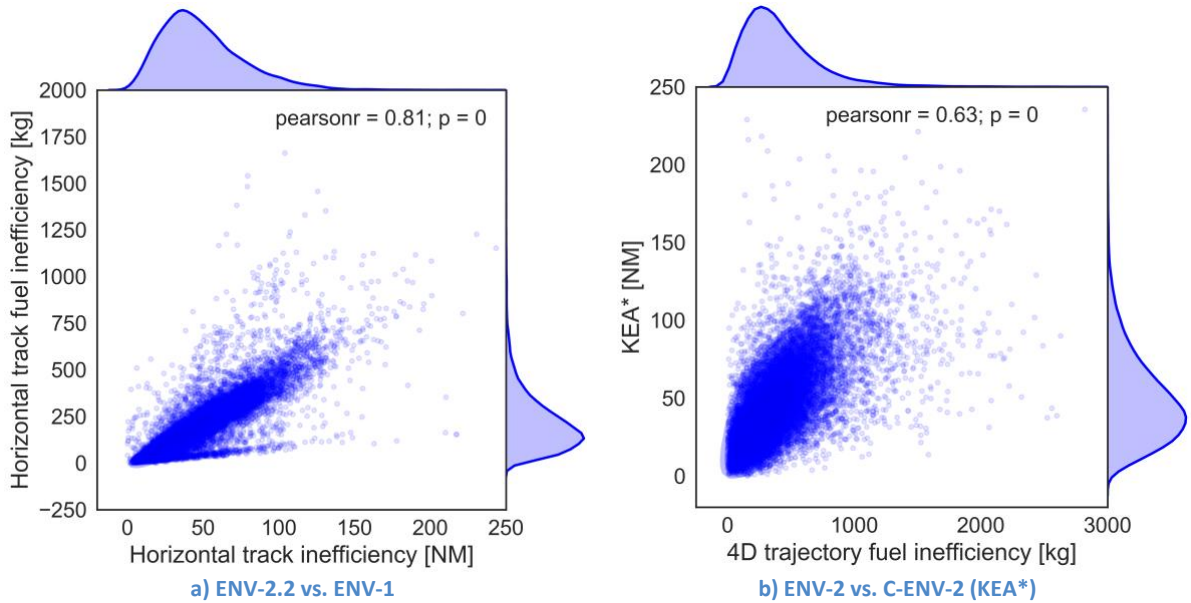 2000
1750
1500
1250
1000
750
500
250
0
−250
Horizontal track fuel inefficiency [kg]
pearsonr = 0.81; p = 0
0 50 100 150 200 250
Horizontal track inefficiency [NM]
a) ENV-2.2 vs. ENV-1
250
200
150
100
50
0
KEA* [NM]
pearsonr = 0.63; p = 0
0 1000 2000 3000
4D trajectory fuel inefficiency [kg]
b) ENV-2 vs. C-ENV-2 (KEA*)